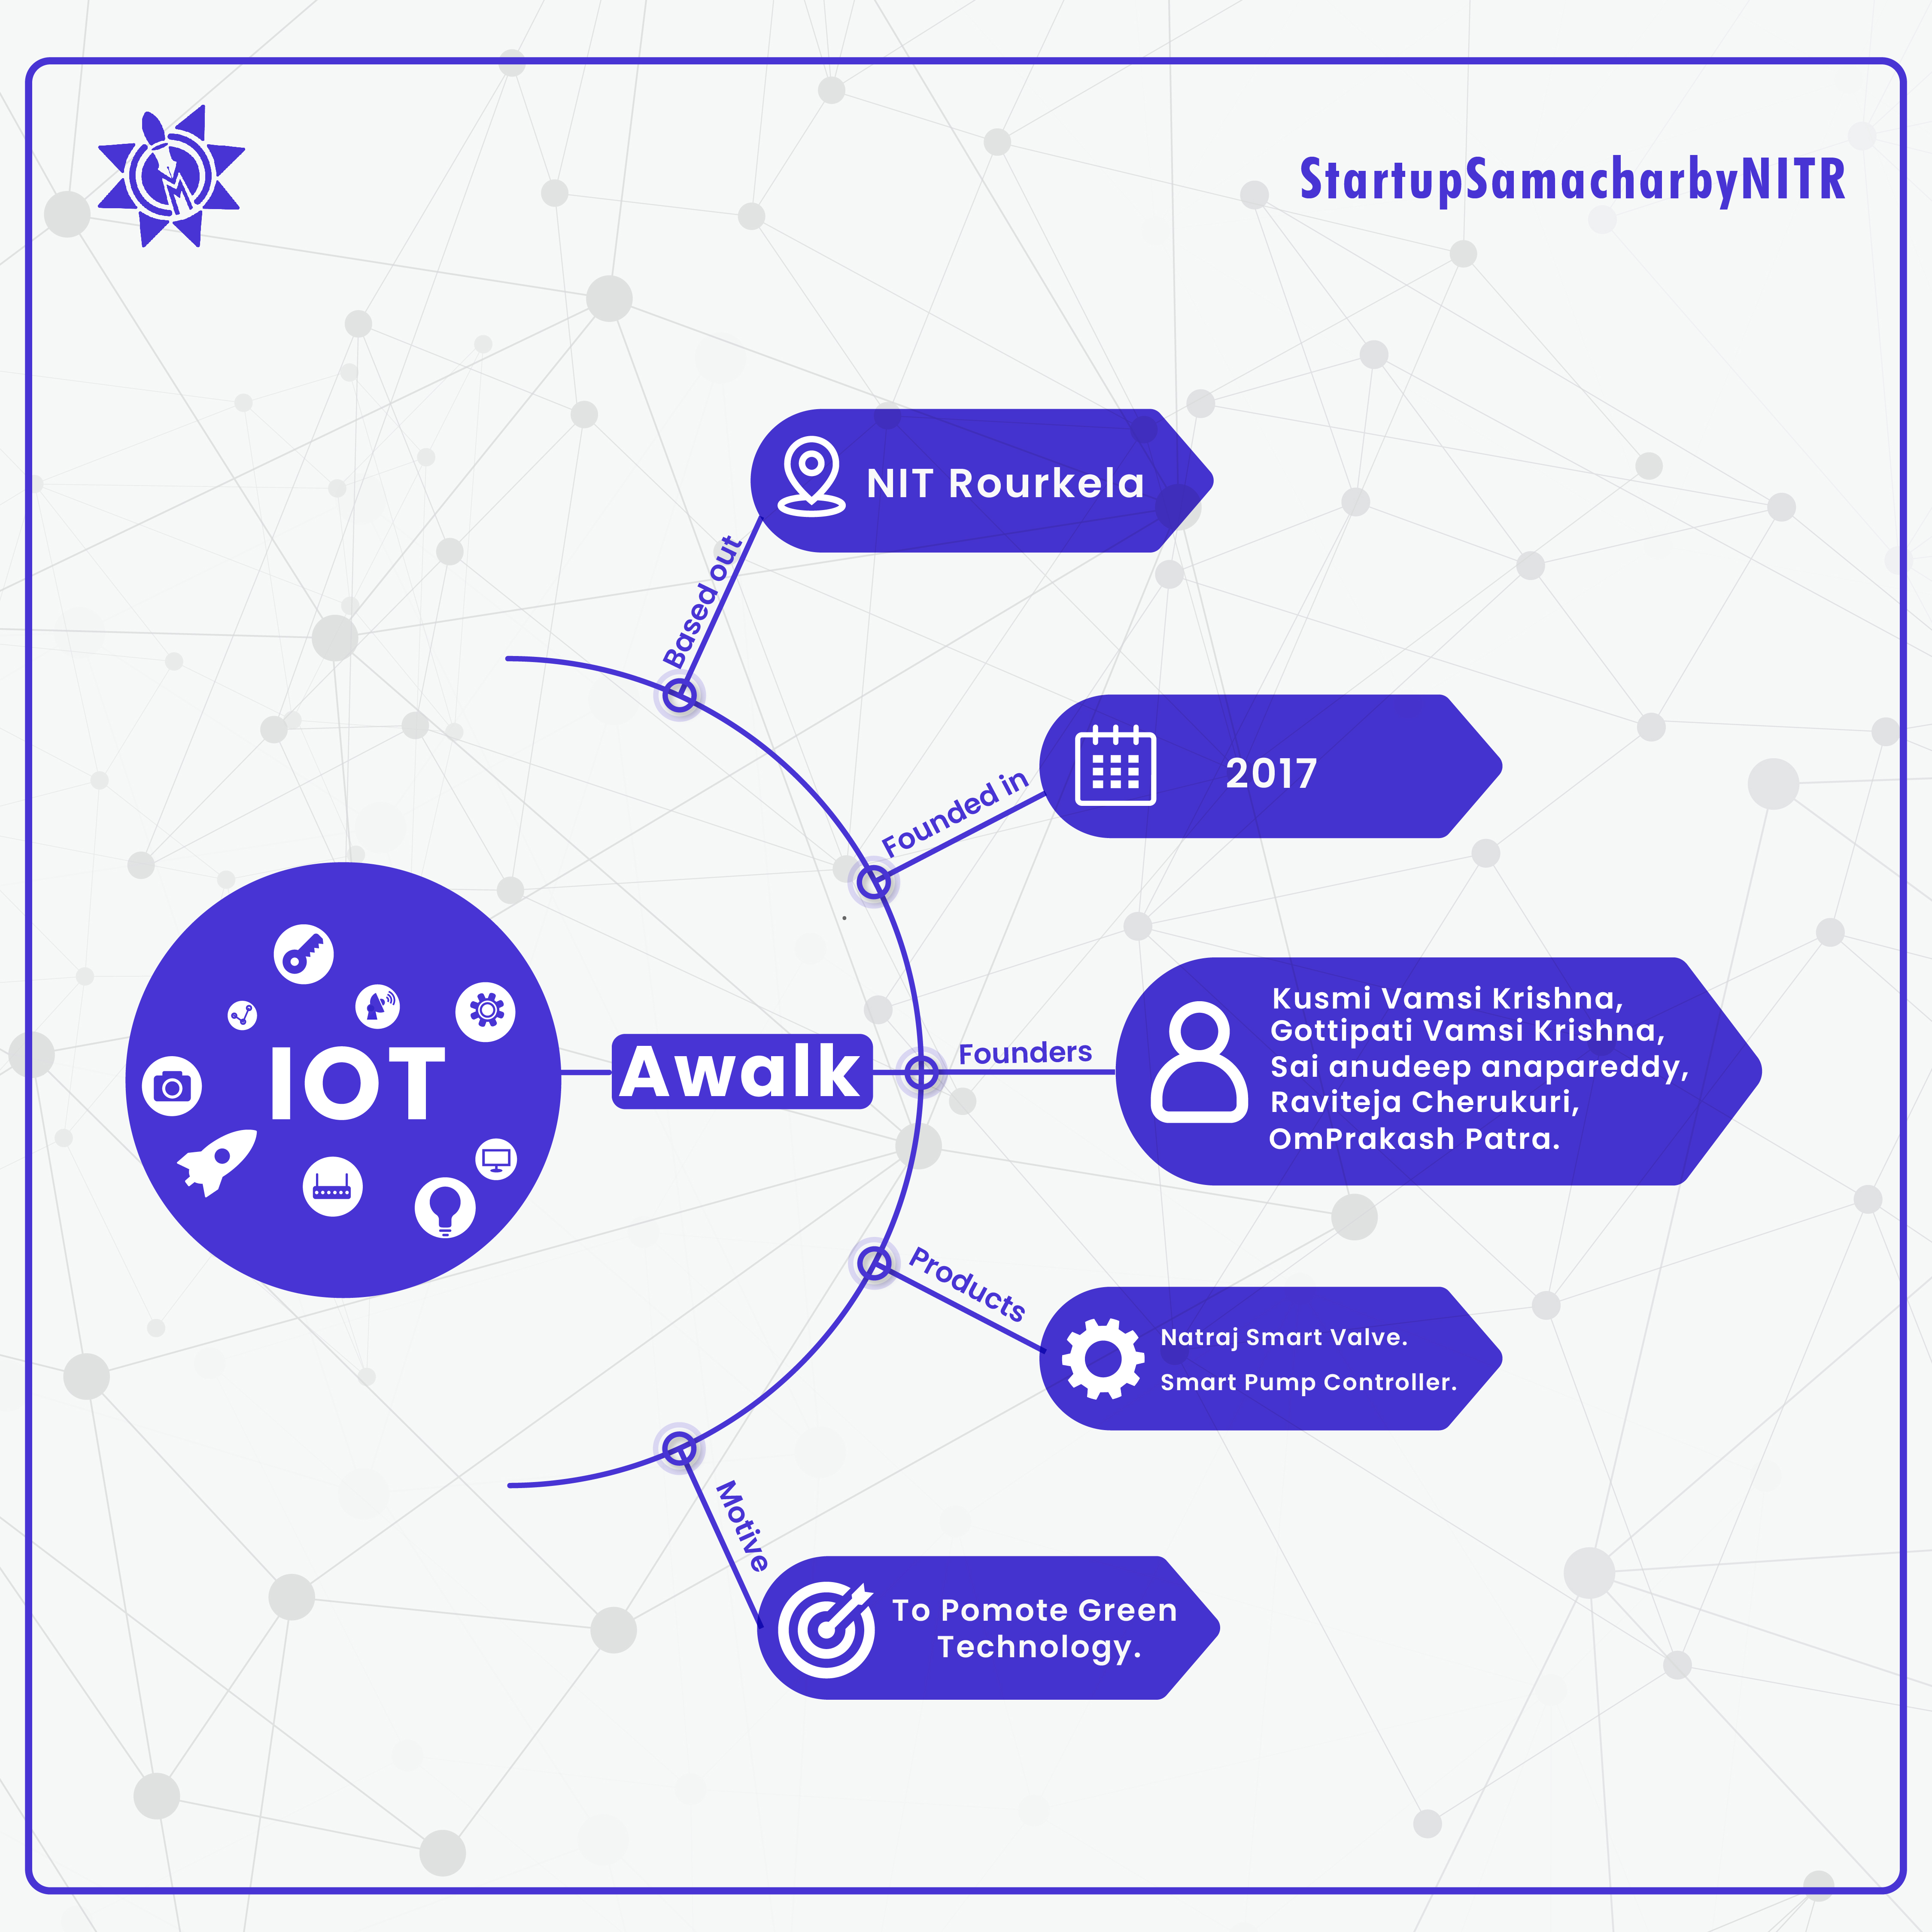 StartupSamacharbyNITR
Based out
NIT Rourkela
Founded in
2017
IOT
Awalk
Founders
Kusmi Vamsi Krishna,
Gottipati Vamsi Krishna,
Sai anudeep anapareddy,
Raviteja Cherukuri,
OmPrakash Patra.
Products
Natraj Smart Valve.
Smart Pump Controller.
Motive
To Pomote Green
Technology.